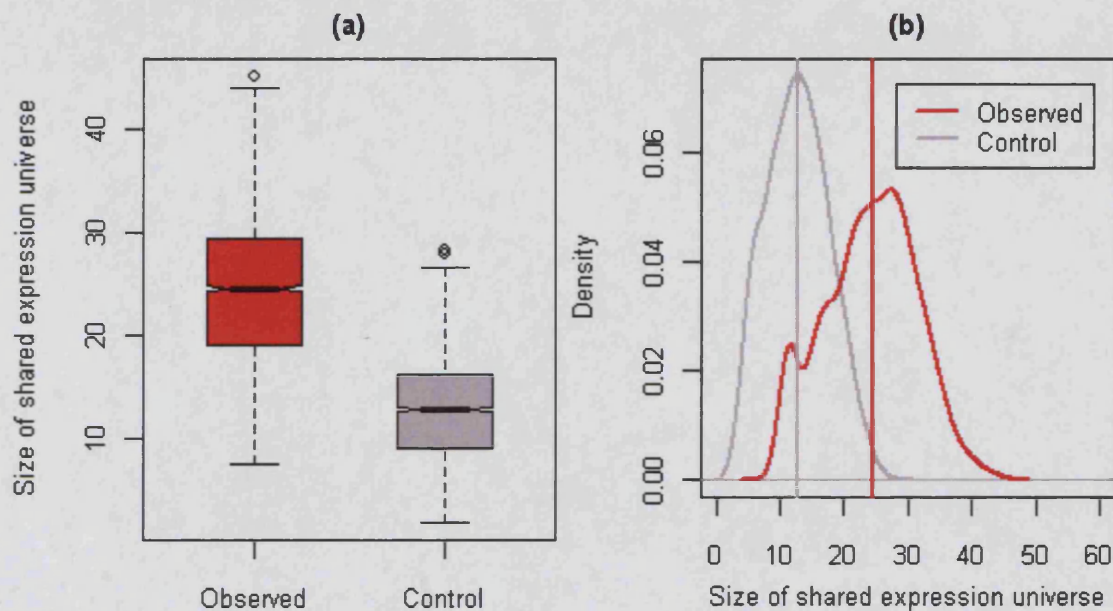 (a)
Size of shared expression universe
40
30
20
10
Observed
Control
(b)
Density
0.06
0.04
0.02
0.00
Observed
Control
0 10 20 30 40 50 60
Size of shared expression universe